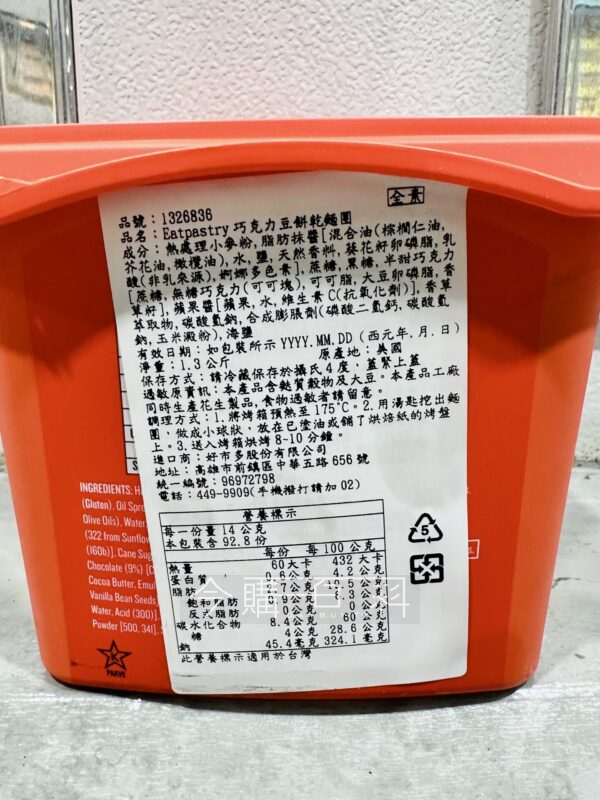 全素
品號：1326836
品名：Eatpastry 巧克力豆餅乾麵團
成分：熱處理小麥粉,脂肪抹醬[混合油(棕櫚仁油,
芥花油,橄欖油),水,鹽,天然香料,葵花籽卵磷脂,乳
酸(非乳來源),婀娜多色素],蔗糖,黑糖,半甜巧克力
[蔗糖,無糖巧克力(可可塊),可可脂,大豆卵磷脂,香
草籽],蘋果醬[蘋果,水,維生素C(抗氧化劑)],香草
萃取物,碳酸氫鈉,合成膨脹劑(磷酸二氫鈣,碳酸氫
鈉,玉米澱粉),海鹽
有效日期：如包裝所示 YYYY.MM.DD (西元年.月.日)
淨重：1.3公斤 原產地：美國
保存方式：請冷藏保存於攝氏4度，蓋緊上蓋
過敏原資訊：本產品含麩質穀物及大豆。本產品工廠
同時生產花生製品,食物過敏者請留意。
調理方式：1.將烤箱預熱至175°C。2.用湯匙挖出麵
團，做成小球狀，放在已塗油或鋪了烘焙紙的烤盤
上。3.送入烤箱烘烤8-10分鐘。
進口商：好市多股份有限公司
地址：高雄市前鎮區中華五路656號
統一編號：96972798
電話：449-9909(手機撥打請加02)
營養標示
每一份量 14公克
本包裝含 92.8份
每份 每100公克
熱量 60大卡 432大卡
蛋白質 0.6公克 4.2公克
脂肪 公克 公克
飽和脂肪 0.9公克 6.3公克
反式脂肪 0公克 0公克
碳水化合物 8.4公克 60公克
糖 4公克 28.6公克
鈉 45.4毫克 324.1毫克
此營養標示適用於台灣
5
INGREDIENTS:
(Gluten). Oil Spre
Olive Oils). Water
(322 from Sunflow
(160b)]. Cane Sug
Chocolate (9%) [C
Cocoa Butter, Emul
Vanilla Bean Seeds
Water, Acid (300)].
Powder [500, 341].
K
PARVE